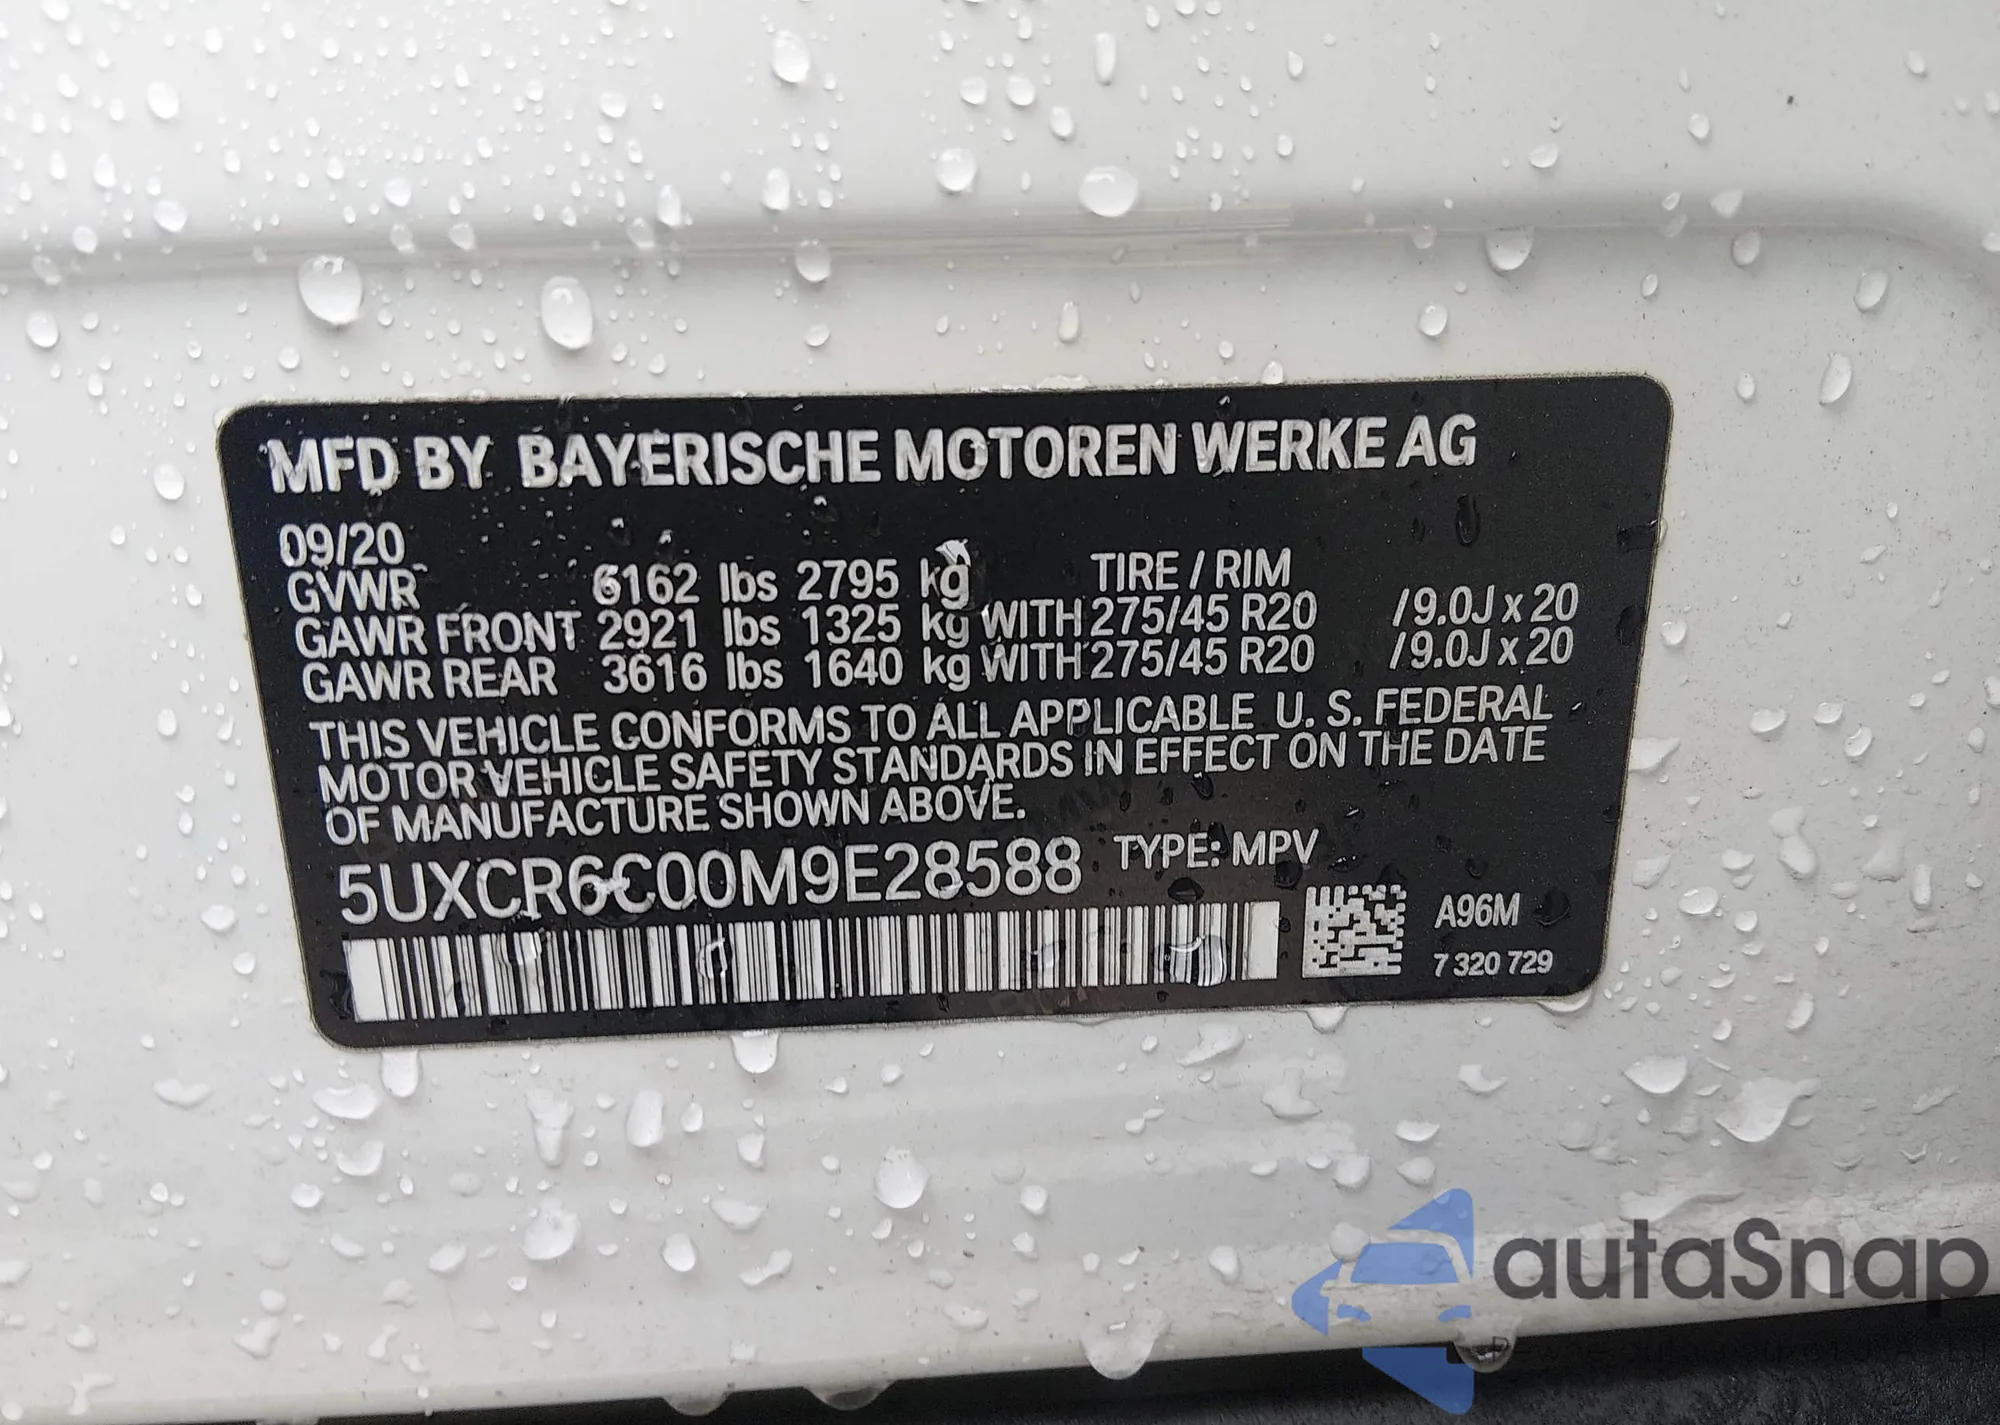 MFD BY BAYERISCHE MOTOREN WERKE AG
09/20
GVWR 6162 lbs 2795 kg TIRE / RIM
GAWR FRONT 2921 lbs 1325 kg WITH 275/45 R20 /9.0J x 20
GAWR REAR 3616 lbs 1640 kg WITH 275/45 R20 /9.0J x 20
THIS VEHICLE CONFORMS TO ALL APPLICABLE U. S. FEDERAL
MOTOR VEHICLE SAFETY STANDARDS IN EFFECT ON THE DATE
OF MANUFACTURE SHOWN ABOVE.
5UXCR6C00M9E28588 TYPE: MPV
A96M
7 320 729
autaSnap